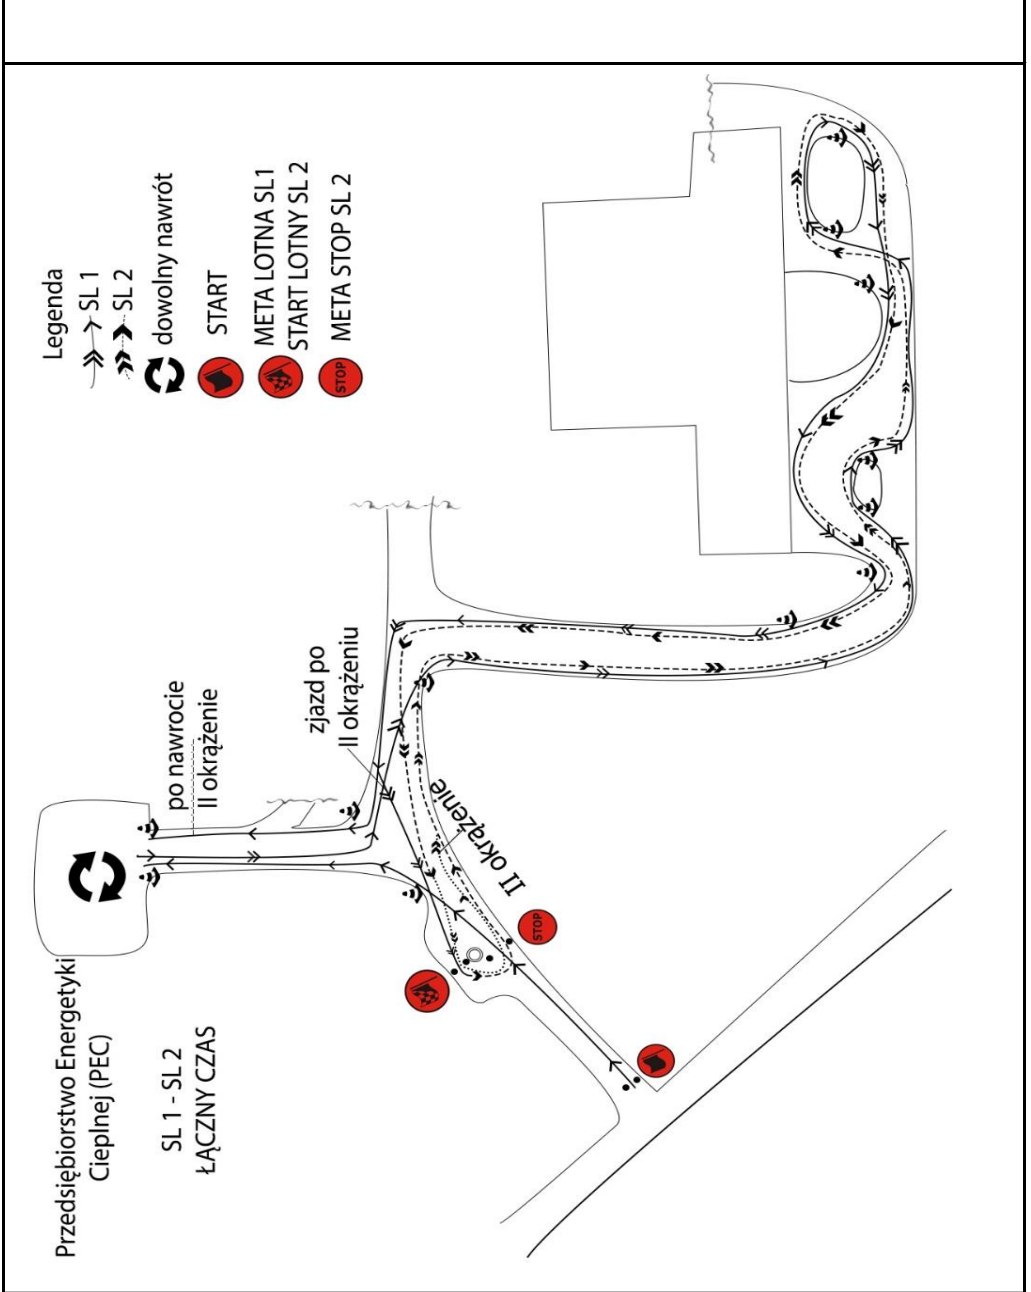 Legenda
SL 1
SL 2
dowolny nawrót
START
META LOTNA SL1
START LOTNY SL 2
STOP
META STOP SL 2
po nawrocie
II okrążenie
zjazd po
II okrążeniu
II okrążenie
STOP
Przedsiębiorstwo Energetyki
Cieplnej (PEC)
SL 1 - SL 2
ŁĄCZNY CZAS